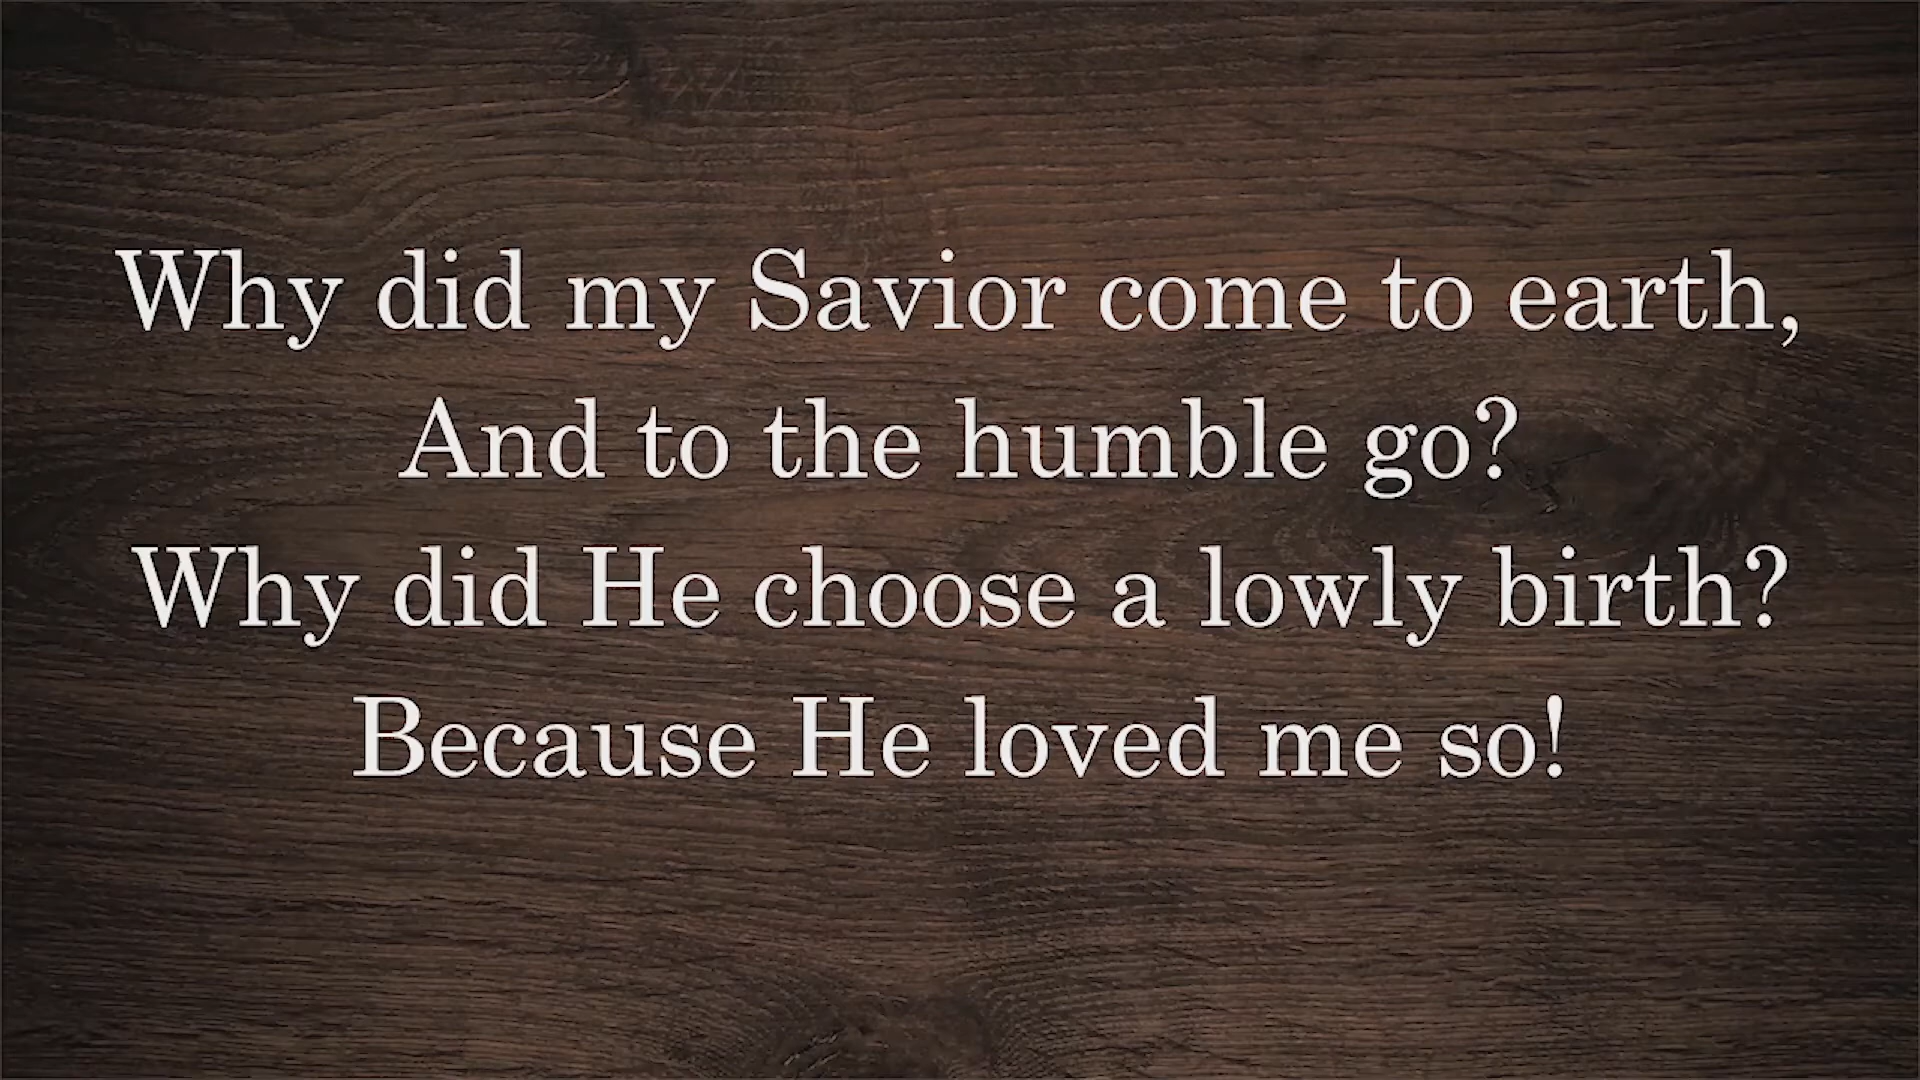 Why did my Savior come to earth,
And to the humble go?
Why did He choose a lowly birth?
Because He loved me so!